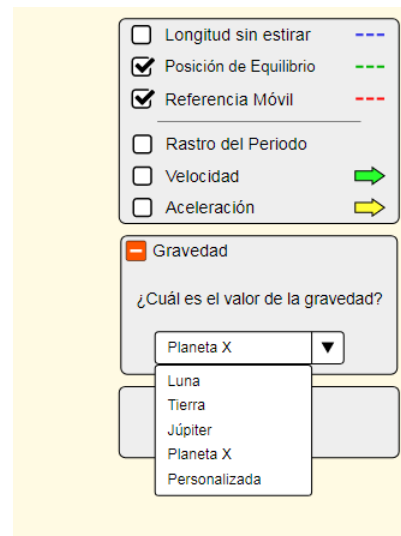 Longitud sin estirar
Posición de Equilibrio
Referencia Móvil
Rastro del Periodo
Velocidad
Aceleración
Gravedad
¿Cuál es el valor de la gravedad?
Planeta X
Luna
Tierra
Júpiter
Planeta X
Personalizada